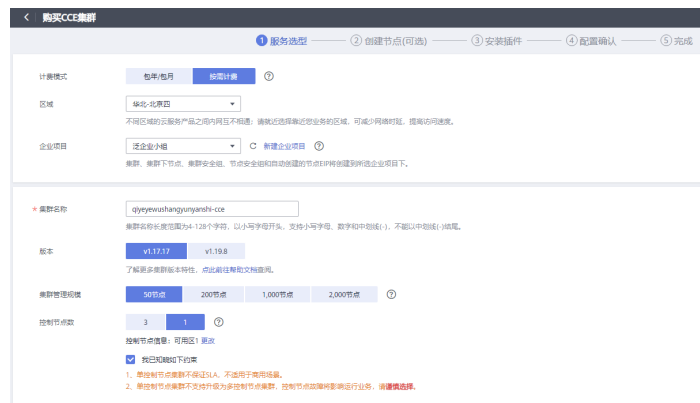 购买CCE集群
1 服务选型 2 创建节点(可选) 3 安装插件 4 配置确认 5 完成
计费模式 包年/包月 按需计费 ?
区域 华北-北京四
不同区域的云服务产品之间内网互不相通；请就近选择靠近您业务的区域，可减少网络时延，提高访问速度。
企业项目 泛企业小组 C 新建企业项目 ?
集群、集群下节点、集群安全组、节点安全组和自动创建的节点EIP将创建到所选企业项目下。
* 集群名称 qiyeyewushangyunyanshi-cce
集群名称长度范围为4-128个字符，以小写字母开头，支持小写字母、数字和中划线(-)，不能以中划线(-)结尾。
版本 v1.17.17 v1.19.8
了解更多集群版本特性，点此前往帮助文档查阅。
集群管理规模 50节点 200节点 1,000节点 2,000节点 ?
控制节点数 3 1 ?
控制节点信息：可用区1 更改
我已知晓如下约束
1、单控制节点集群不保证SLA，不适用于商用场景。
2、单控制节点集群不支持升级为多控制节点集群，控制节点故障将影响运行业务，请谨慎选择。